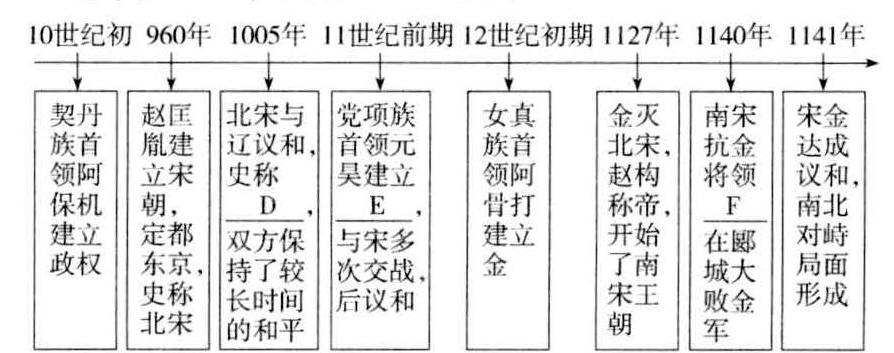 10世纪初 960年 1005年 11世纪前期 12世纪初期 1127年 1140年 1141年
契丹
族首
领阿
保机
建立
政权
赵匡
胤建
立宋
朝，
定都
东京，
史称
北宋
北宋与
辽议和，
史称
D，
双方保
持了较
长时间
的和平
党项族
首领元
昊建立
E，
与宋多
次交战，
后议和
女真
族首
领阿
骨打
建立
金
金灭
北宋，
赵构
称帝，
开始
了南
宋王
朝
南宋
抗金
将领
F
在郾
城大
败金
军
宋金
达成
议和，
南北
对峙
局面
形成